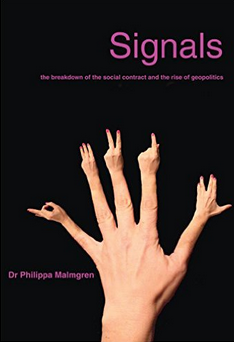 Signals
the breakdown of the social contract and the rise of geopolitics
Dr Philippa Malmgren